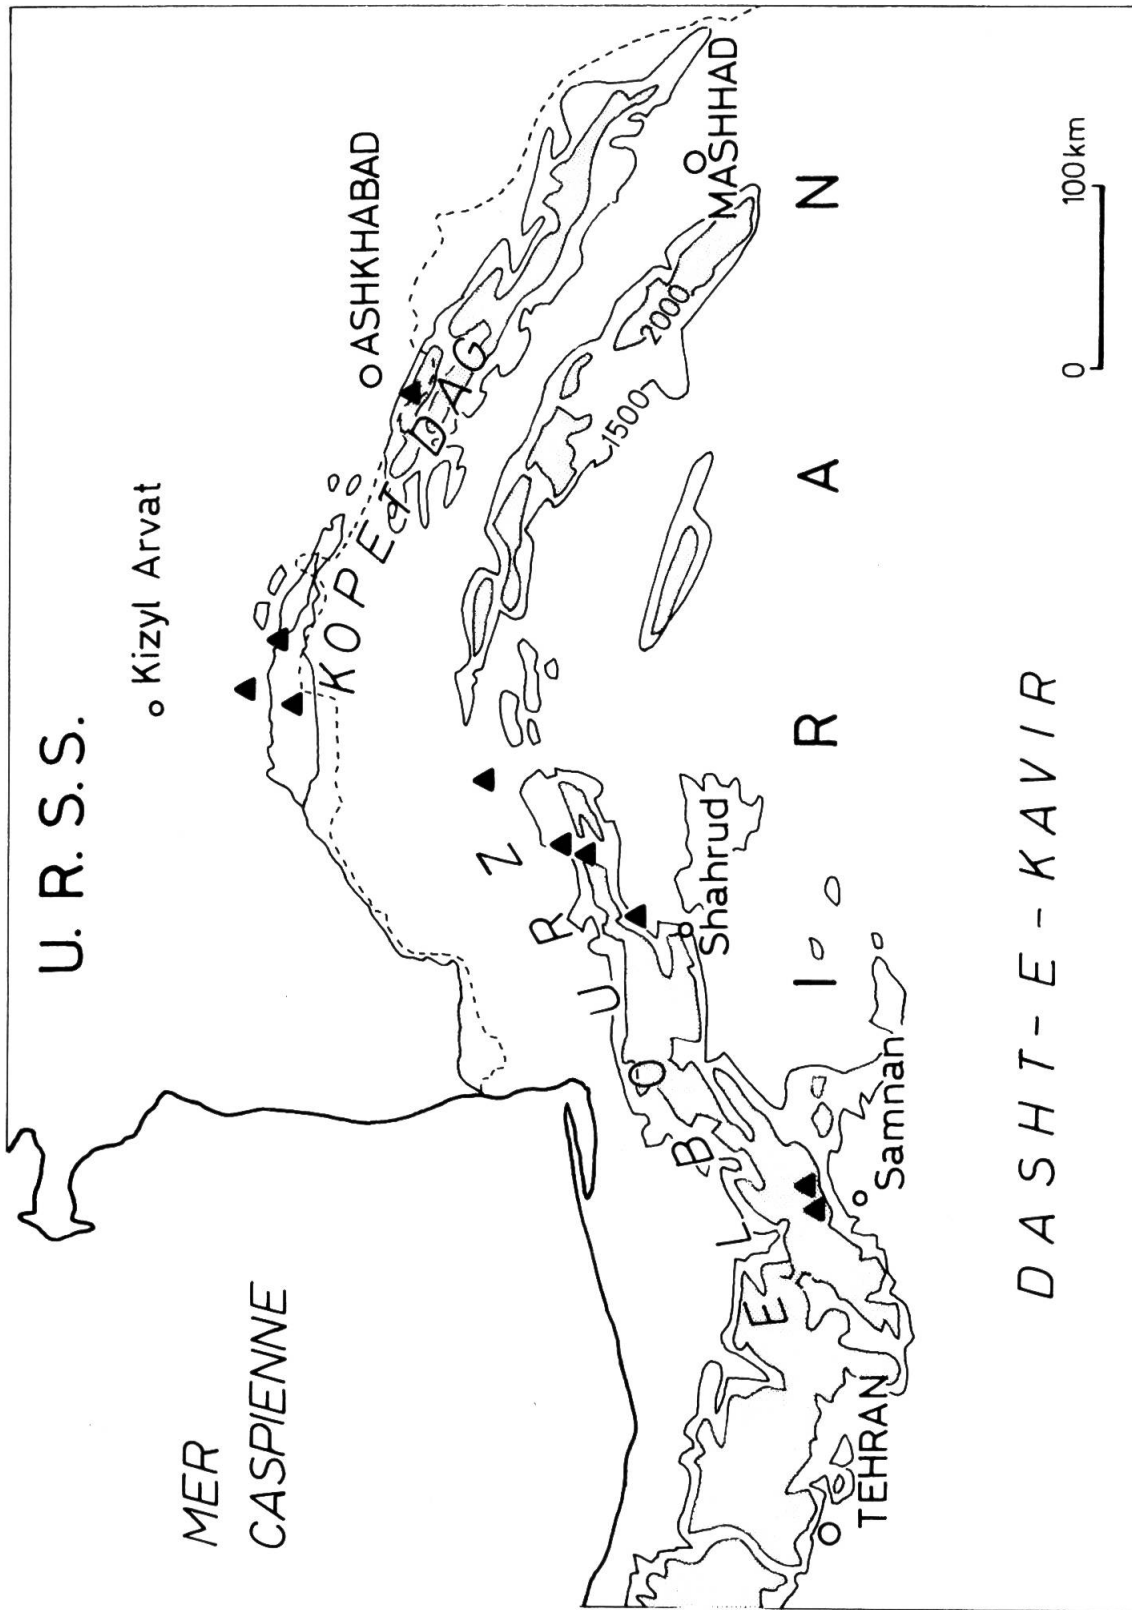 U. R. S. S.
Kizyl Arvat
ASHKHABAD
MER
CASPIENNE
KOPET DAG
ELBOURZ
MASHHAD
2000
1500
Shahrud
I R A N
Samnan
TEHRAN
DASHT-E-KAVIR
0 100 km